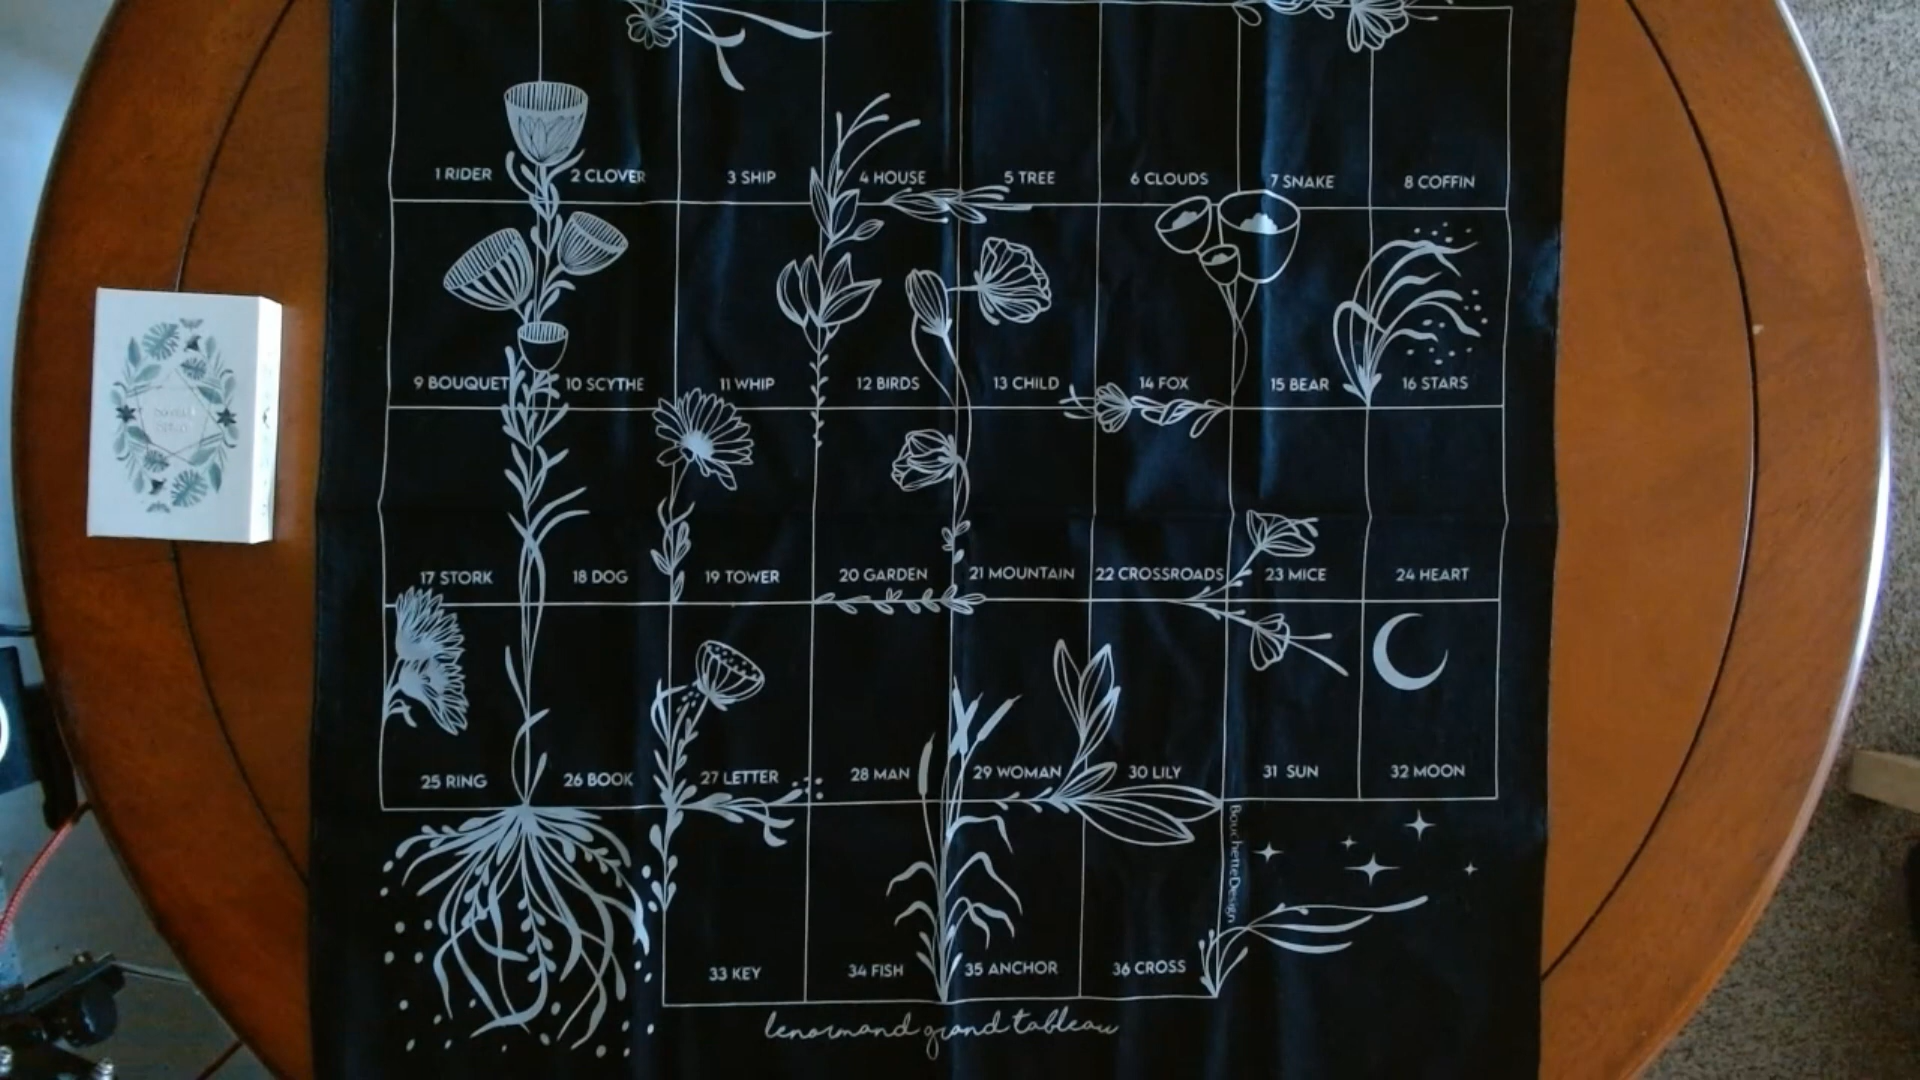 1 RIDER 2 CLOVER 3 SHIP 4 HOUSE 5 TREE 6 CLOUDS 7 SNAKE 8 COFFIN
9 BOUQUET 10 SCYTHE 11 WHIP 12 BIRDS 13 CHILD 14 FOX 15 BEAR 16 STARS
17 STORK 18 DOG 19 TOWER 20 GARDEN 21 MOUNTAIN 22 CROSSROADS 23 MICE 24 HEART
25 RING 26 BOOK 27 LETTER 28 MAN 29 WOMAN 30 LILY 31 SUN 32 MOON
BouchetteDesign
33 KEY 34 FISH 35 ANCHOR 36 CROSS
lenormand grand tableau